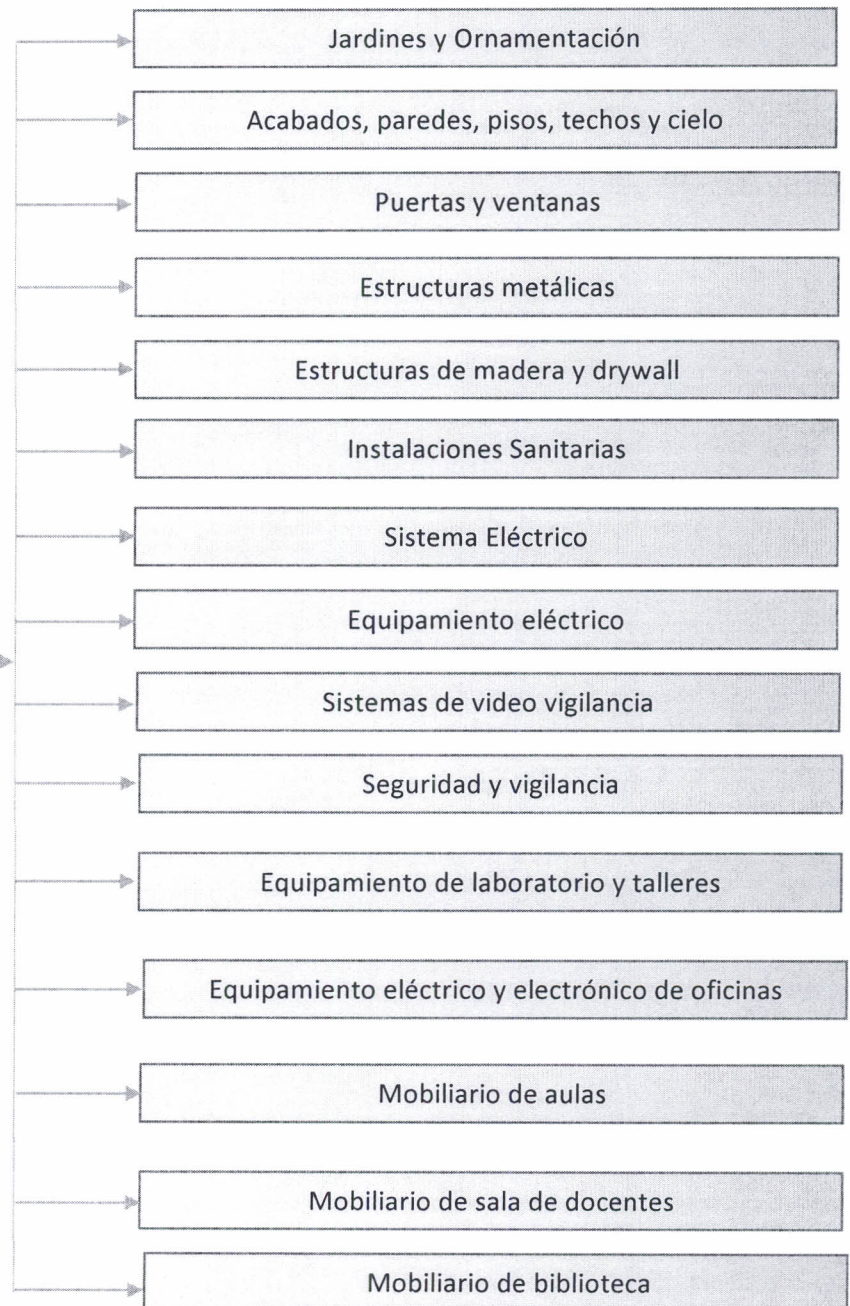 Jardines y Ornamentación
Acabados, paredes, pisos, techos y cielo
Puertas y ventanas
Estructuras metálicas
Estructuras de madera y drywall
Instalaciones Sanitarias
Sistema Eléctrico
Equipamiento eléctrico
Sistemas de video vigilancia
Seguridad y vigilancia
Equipamiento de laboratorio y talleres
Equipamiento eléctrico y electrónico de oficinas
Mobiliario de aulas
Mobiliario de sala de docentes
Mobiliario de biblioteca